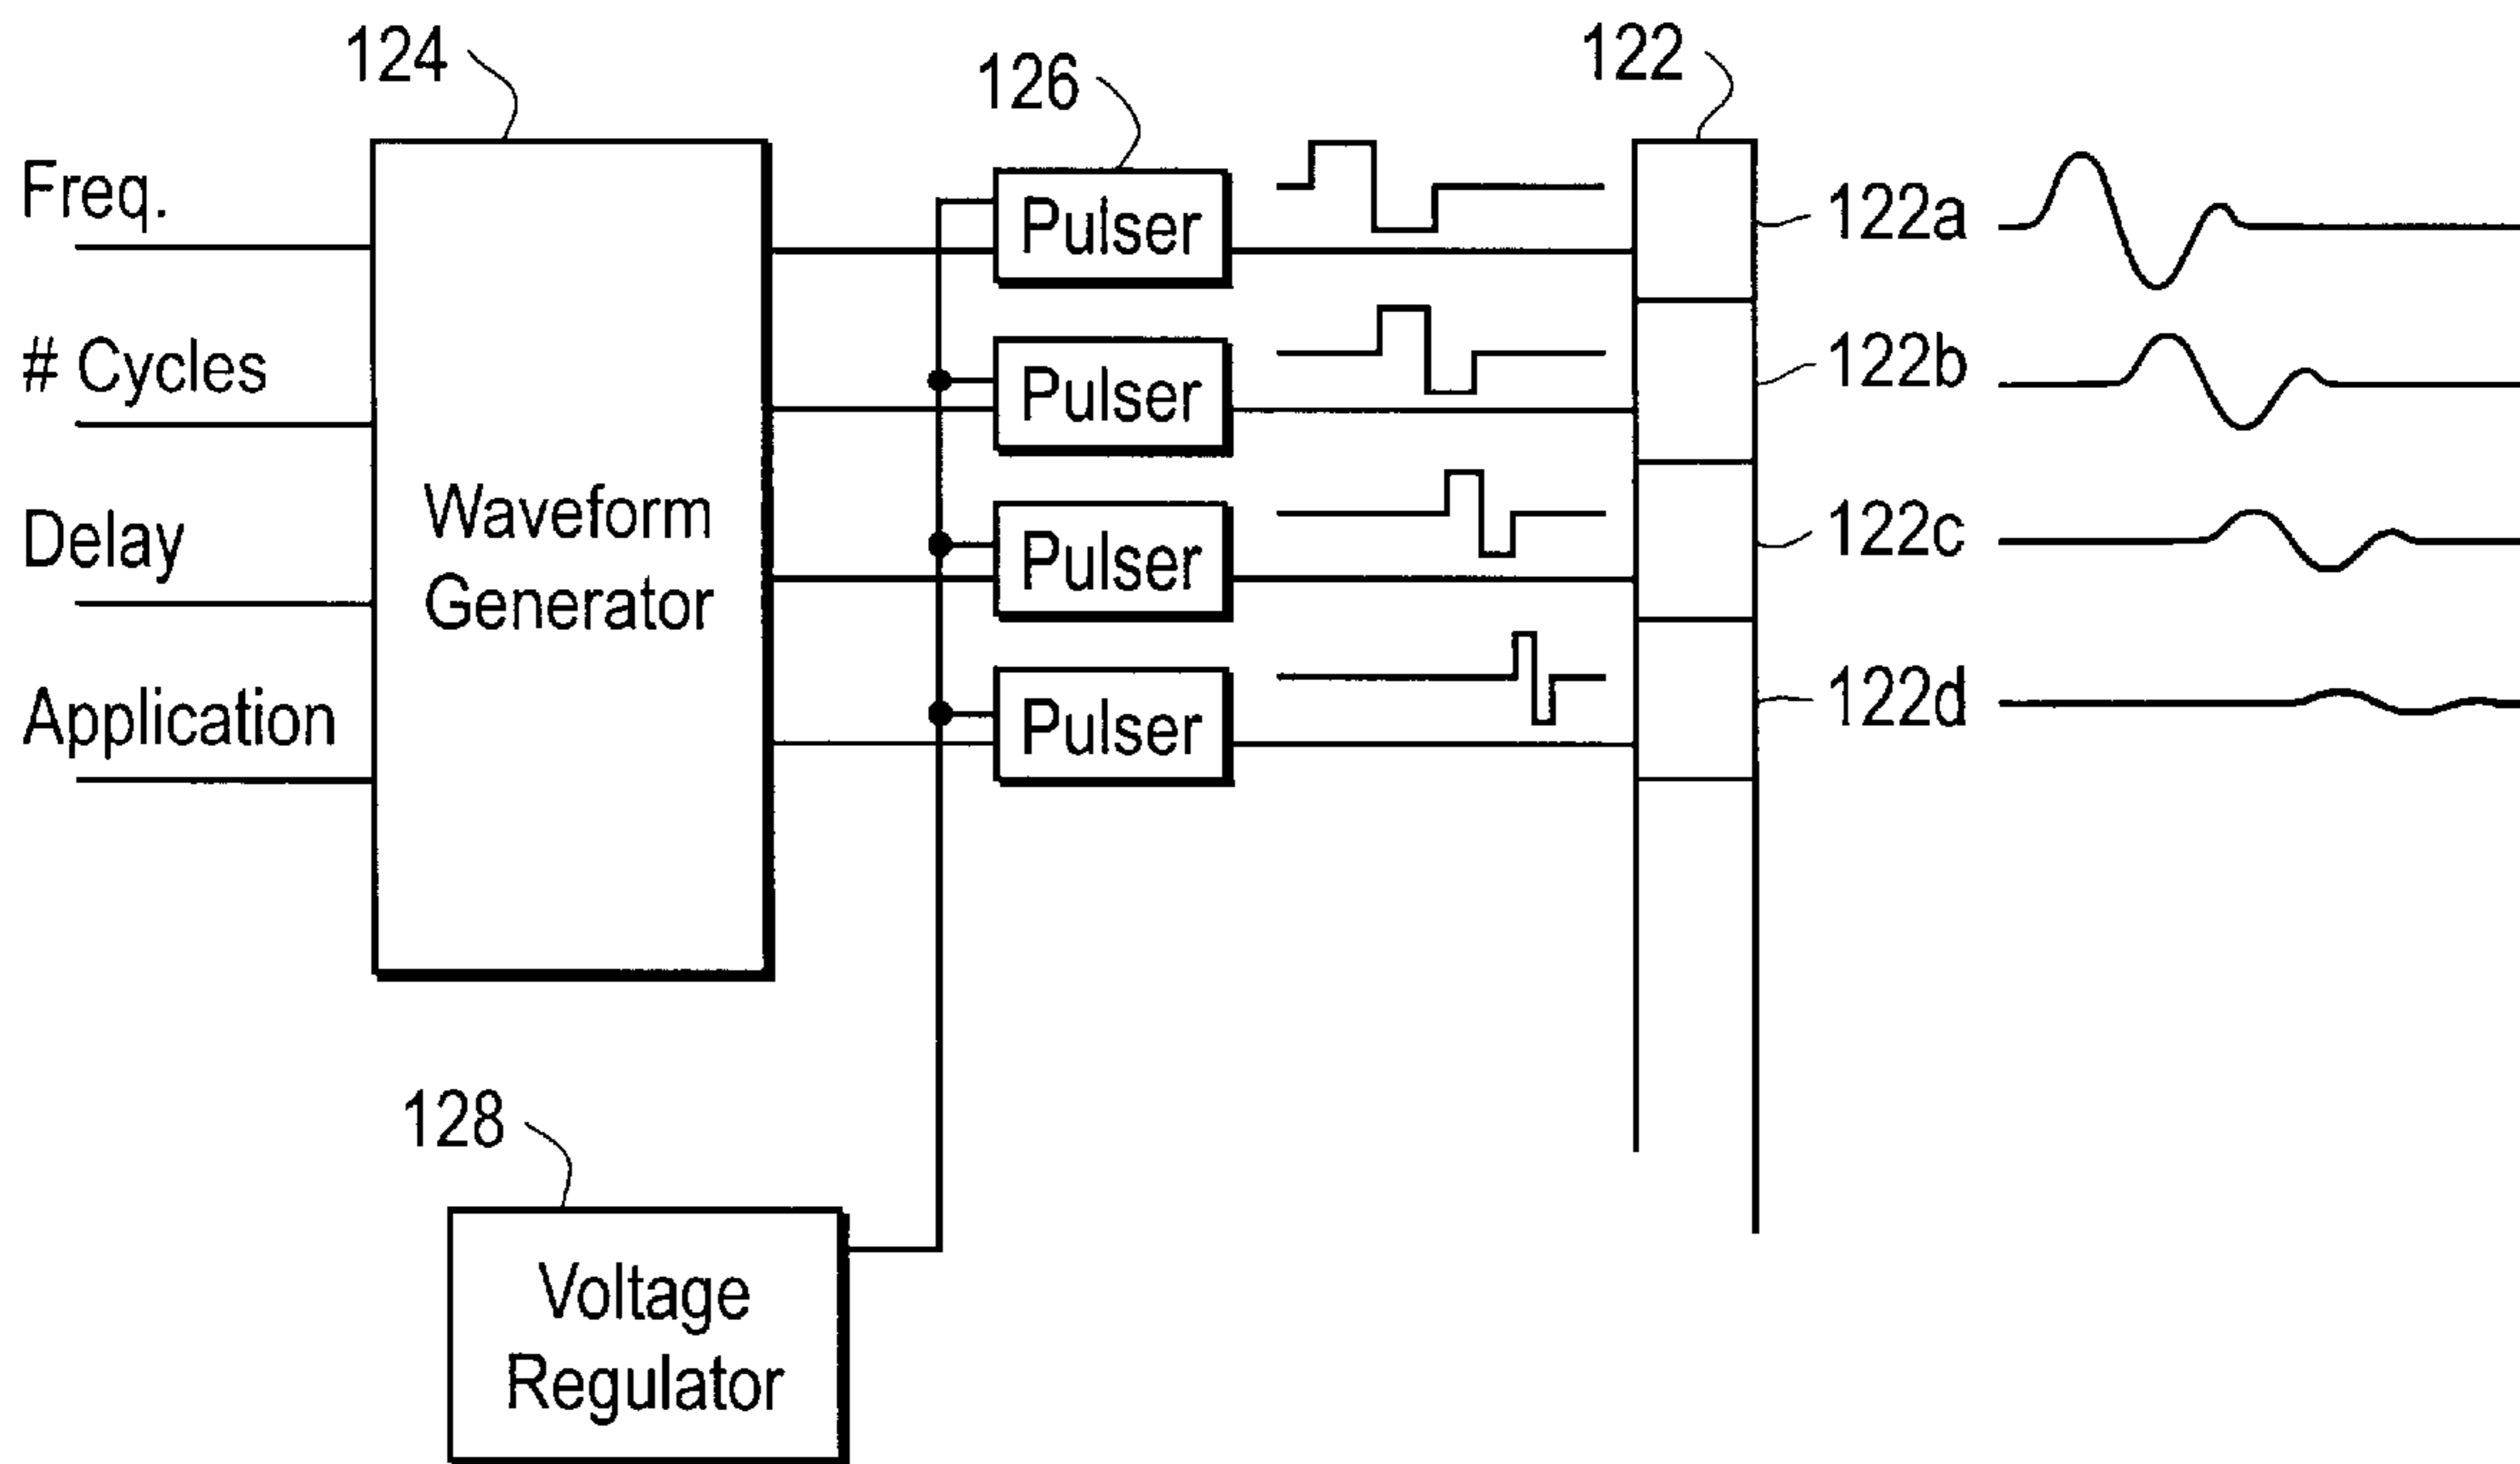 124
126
122
Freq.
# Cycles
Delay
Application
Waveform
Generator
Pulser
Pulser
Pulser
Pulser
122a
122b
122c
122d
128
Voltage
Regulator